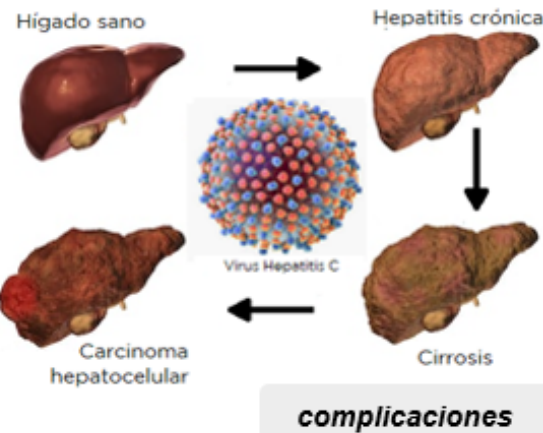 Hígado sano
Hepatitis crónica
Virus Hepatitis C
Carcinoma
hepatocelular
Cirrosis
complicaciones